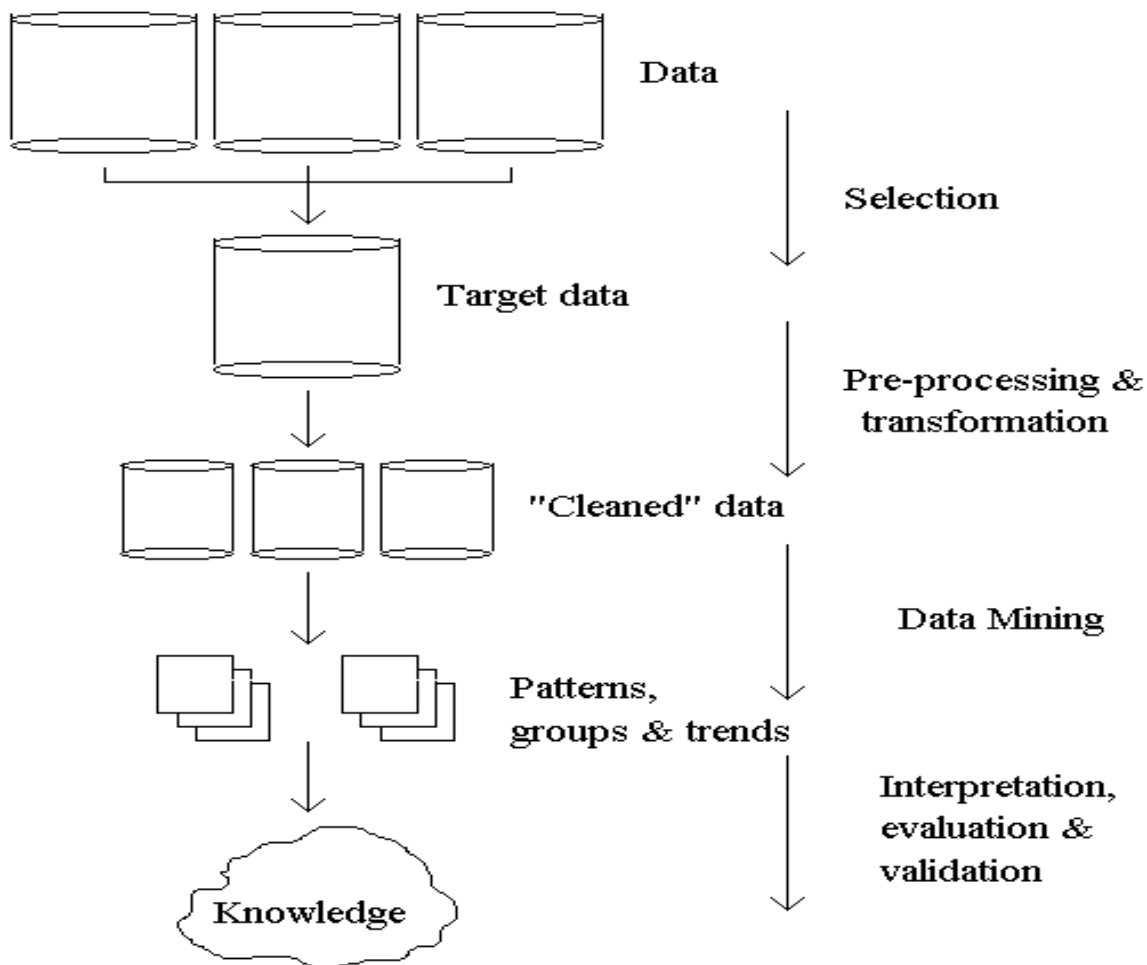 Data
Selection
Target data
Pre-processing &
transformation
"Cleaned" data
Data Mining
Patterns,
groups & trends
Interpretation,
evaluation &
validation
Knowledge